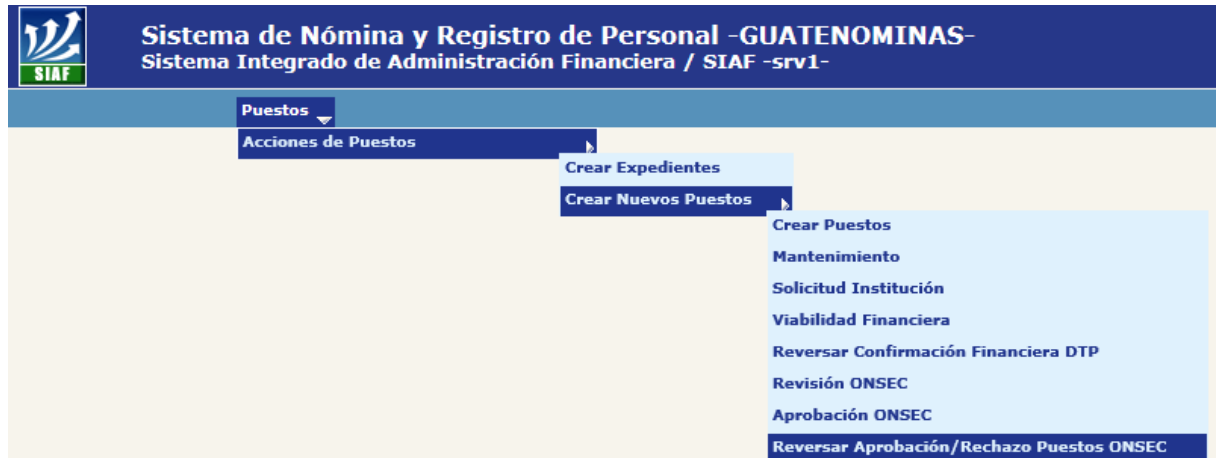 SIAF
Sistema de Nómina y Registro de Personal -GUATENOMINAS-
Sistema Integrado de Administración Financiera / SIAF -srv1-
Puestos
Acciones de Puestos
Crear Expedientes
Crear Nuevos Puestos
Crear Puestos
Mantenimiento
Solicitud Institución
Viabilidad Financiera
Reversar Confirmación Financiera DTP
Revisión ONSEC
Aprobación ONSEC
Reversar Aprobación/Rechazo Puestos ONSEC